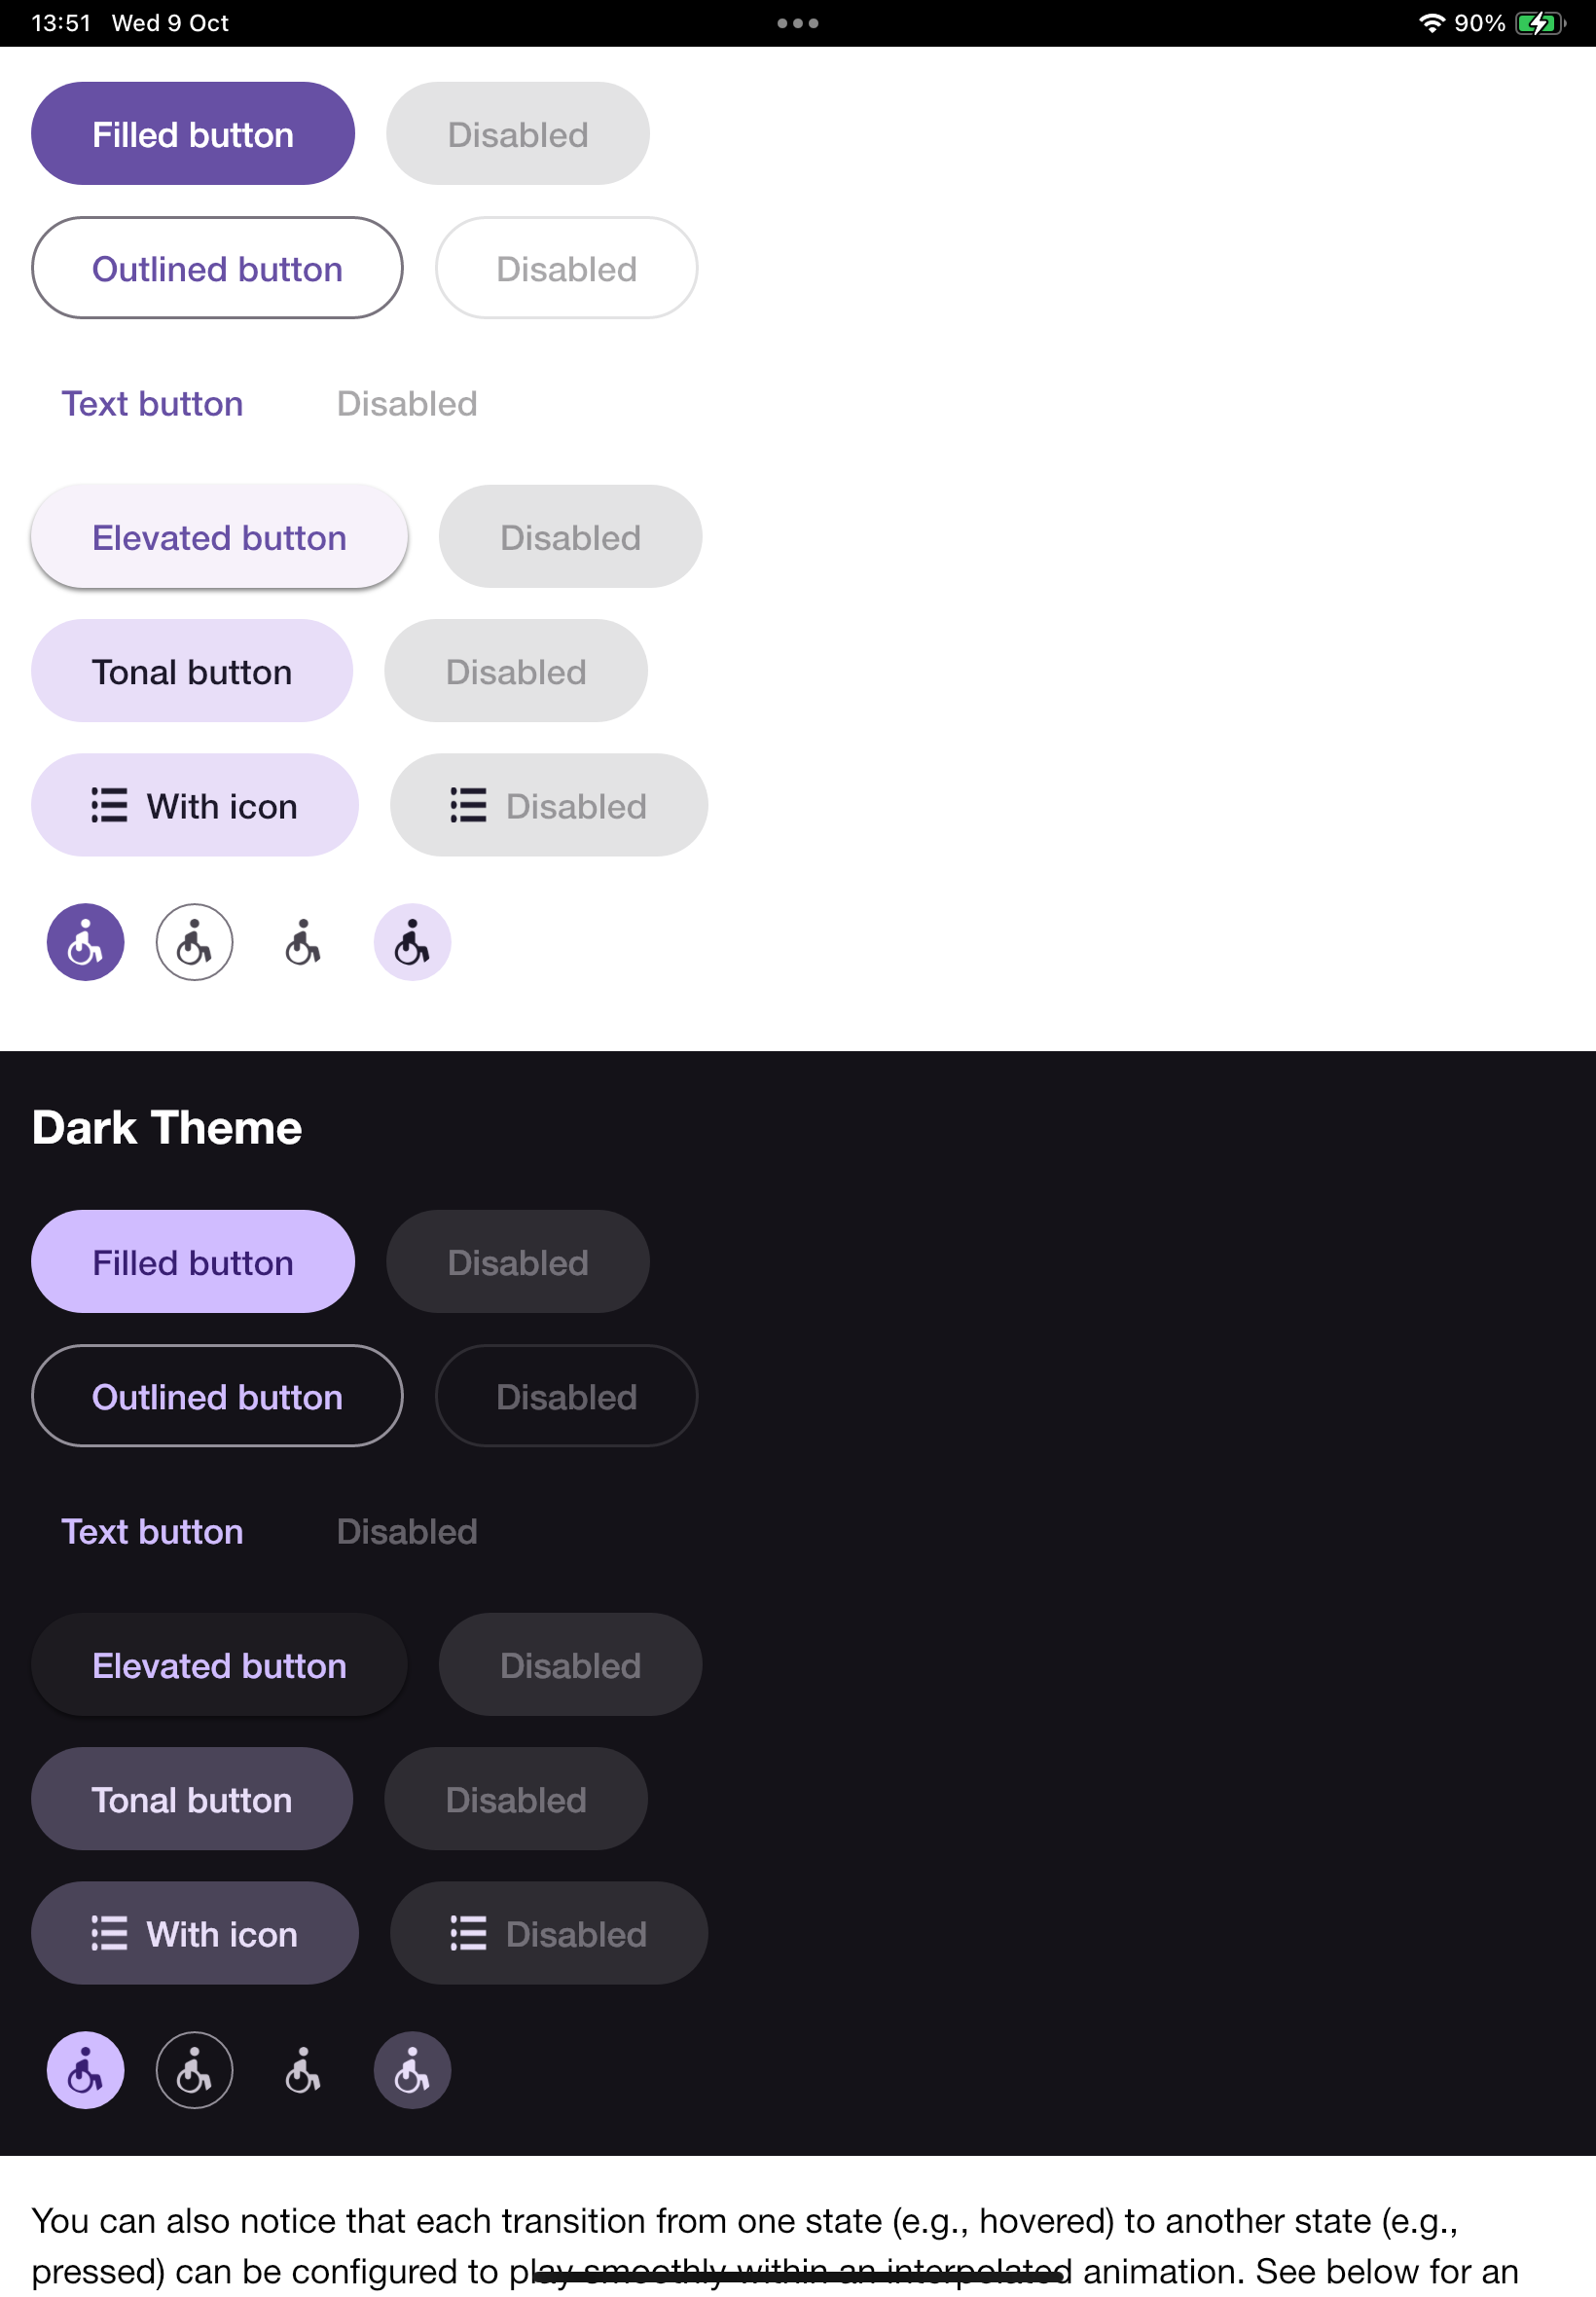 13:51 Wed 9 Oct 90%
Filled button Disabled
Outlined button Disabled
Text button Disabled
Elevated button Disabled
Tonal button Disabled
With icon Disabled
Dark Theme
Filled button Disabled
Outlined button Disabled
Text button Disabled
Elevated button Disabled
Tonal button Disabled
With icon Disabled
You can also notice that each transition from one state (e.g., hovered) to another state (e.g.,
pressed) can be configured to play smoothly within an interpolated animation. See below for an